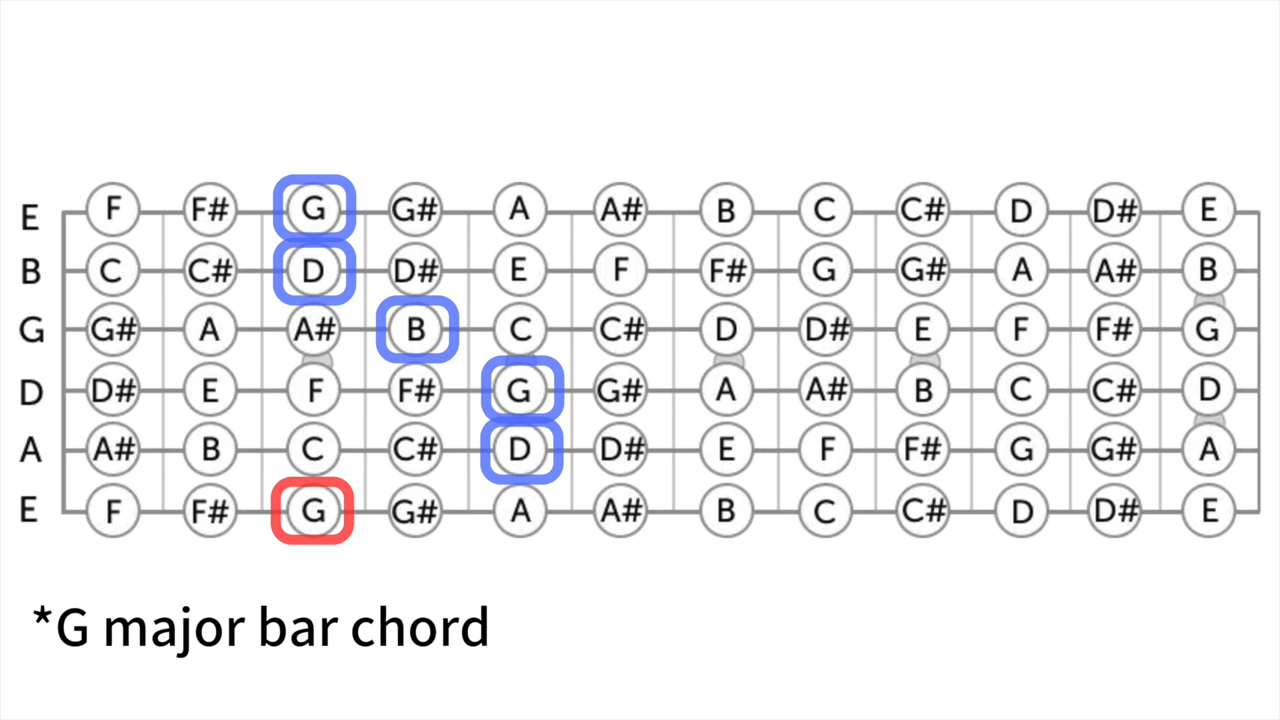 E F F# G G# A A# B C C# D D# E
B C C# D D# E F F# G G# A A# B
G G# A A# B C C# D D# E F F# G
D D# E F F# G G# A A# B C C# D
A A# B C C# D D# E F F# G G# A
E F F# G G# A A# B C C# D D# E
*G major bar chord